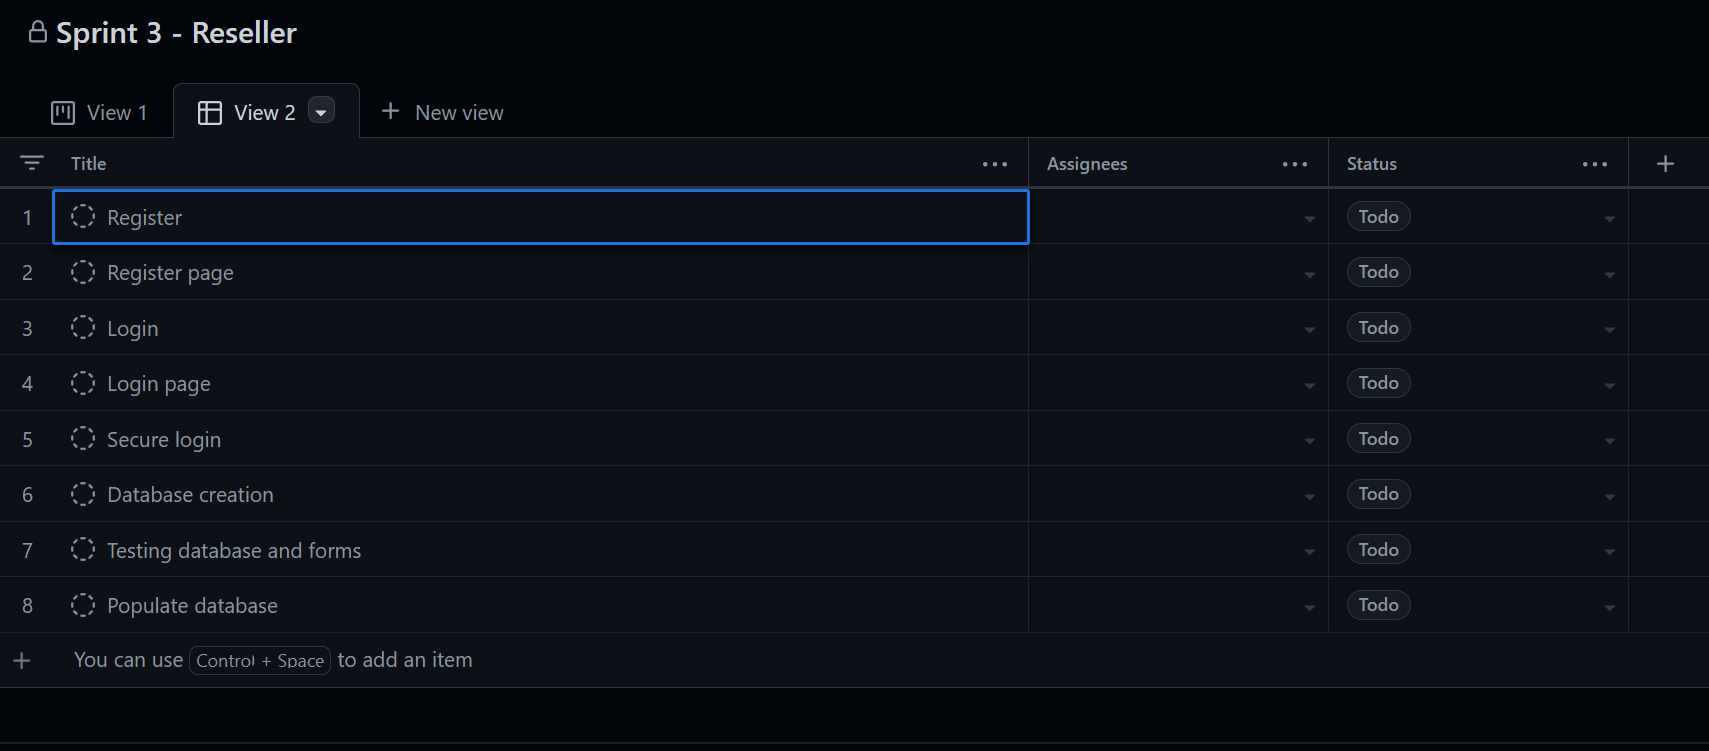 Sprint 3 - Reseller
View 1 View 2 New view
Title Assignees Status
1 Register Todo
2 Register page Todo
3 Login Todo
4 Login page Todo
5 Secure login Todo
6 Database creation Todo
7 Testing database and forms Todo
8 Populate database Todo
You can use Control + Space to add an item